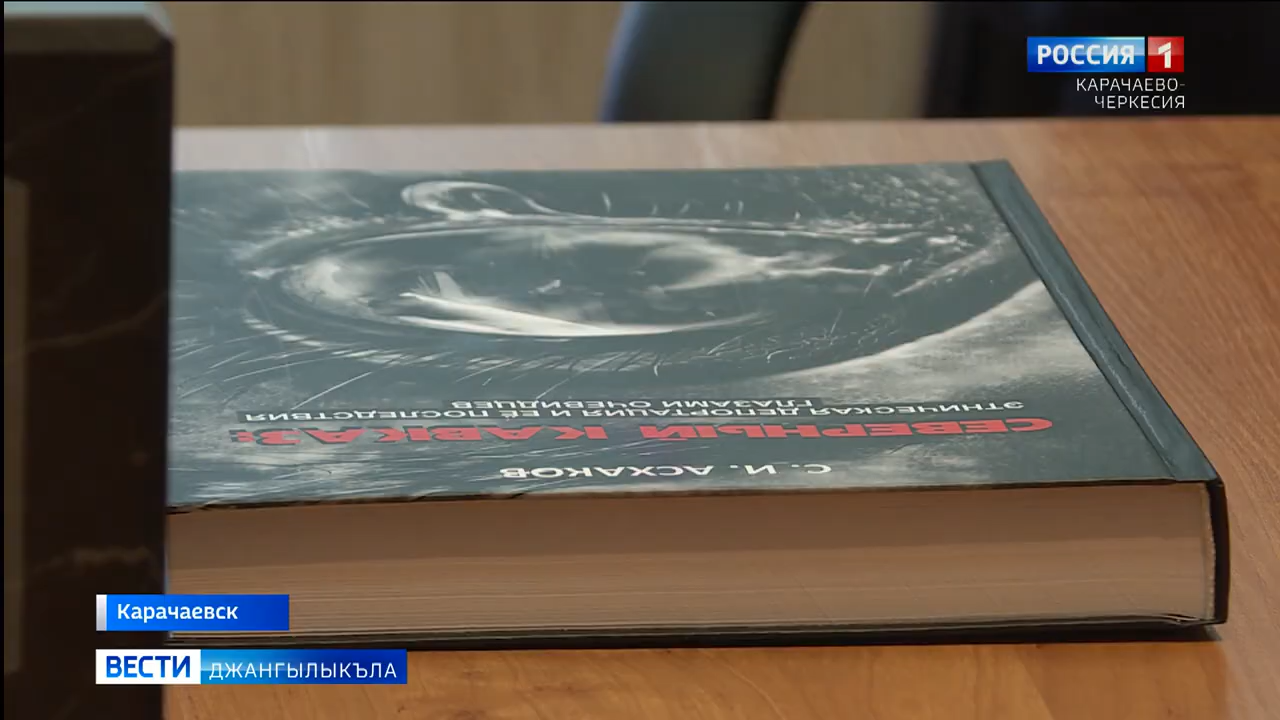 РОССИЯ 1
КАРАЧАЕВО-
ЧЕРКЕСИЯ
С. И. АСХАКОВ
СЕВЕРНЫЙ КАВКАЗ:
ЭТНИЧЕСКАЯ ДЕПОРТАЦИЯ И ЕЁ ПОСЛЕДСТВИЯ
ГЛАЗАМИ ОЧЕВИДЦЕВ
Карачаевск
ВЕСТИ ДЖАНГЫЛЫКЪЛА